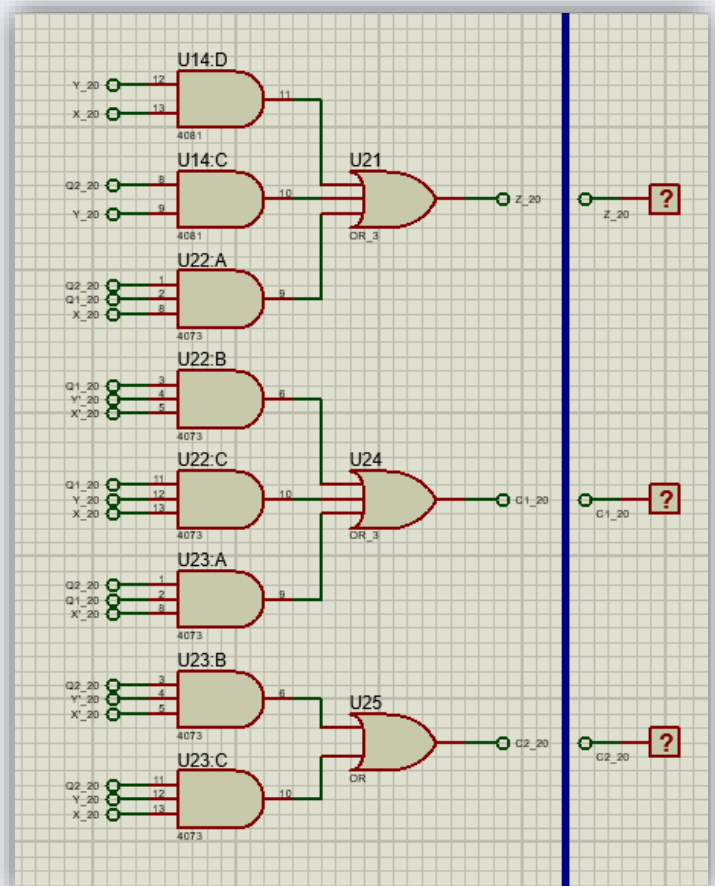 U14:D
Y_20 12
11
X_20 13
4081
U14:C
Q2_20 8
10
Y_20 9
4081
U21
Z_20
OR_3
Z_20
?
U22:A
Q2_20 1
Q1_20 2
9
X_20 8
4073
U22:B
Q1_20 3
Y'_20 4
6
X'_20 5
4073
U22:C
Q1_20 11
Y_20 12
10
X_20 13
4073
U24
C1_20
OR_3
C1_20
?
U23:A
Q2_20 1
Q1_20 2
9
X'_20 8
4073
U23:B
Q2_20 3
Y'_20 4
6
X'_20 5
4073
U25
C2_20
OR
C2_20
?
U23:C
Q2_20 11
Y_20 12
10
X_20 13
4073